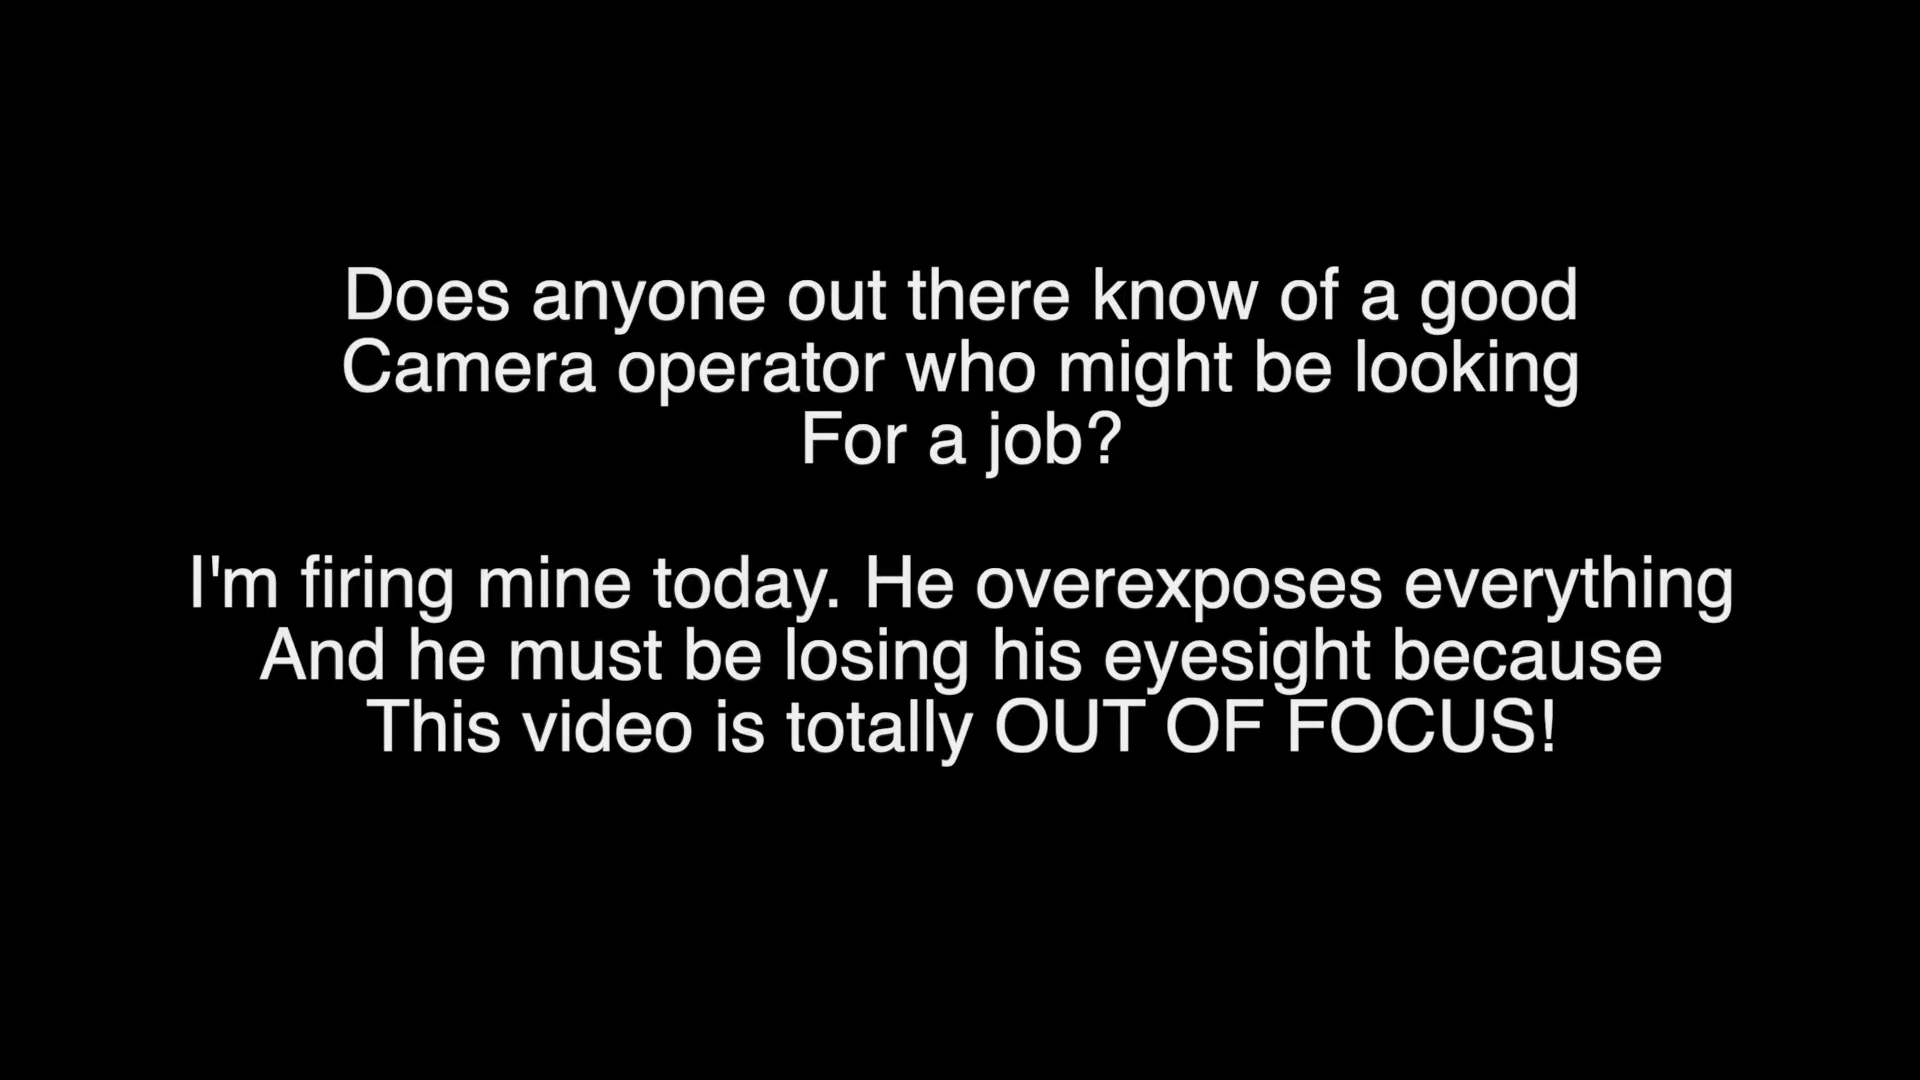 Does anyone out there know of a good
Camera operator who might be looking
For a job?
I'm firing mine today. He overexposes everything
And he must be losing his eyesight because
This video is totally OUT OF FOCUS!